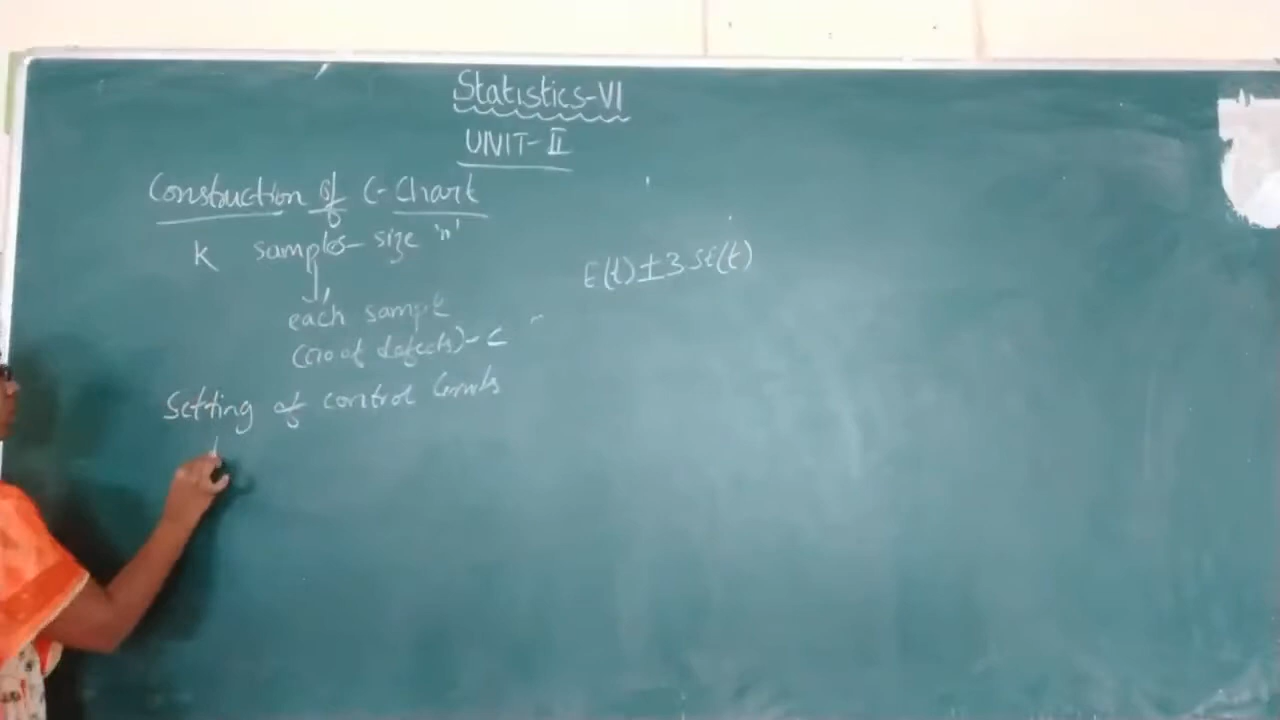 Statistics-VI
UNIT-II
Construction of C-Chart
K samples- size 'n'
each sample
(no of defects)- c
Setting of control limits
E(t)±3 SE(t)